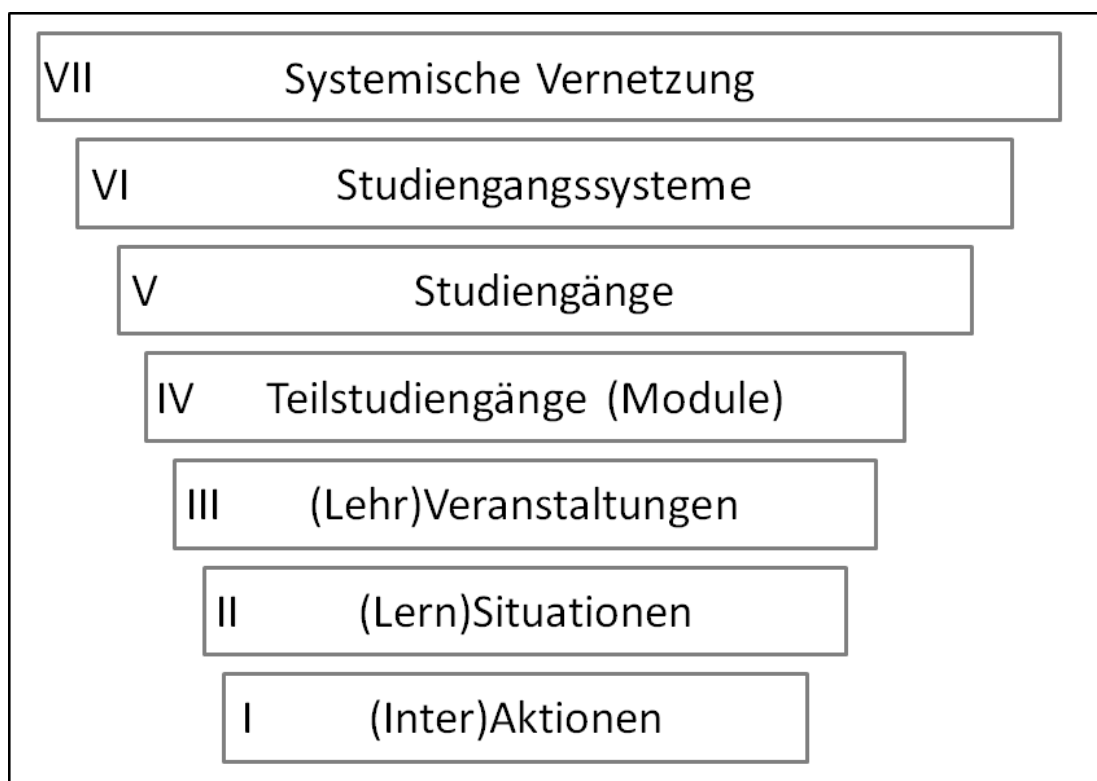 VII Systemische Vernetzung
VI Studiengangssysteme
V Studiengänge
IV Teilstudiengänge (Module)
III (Lehr)Veranstaltungen
II (Lern)Situationen
I (Inter)Aktionen